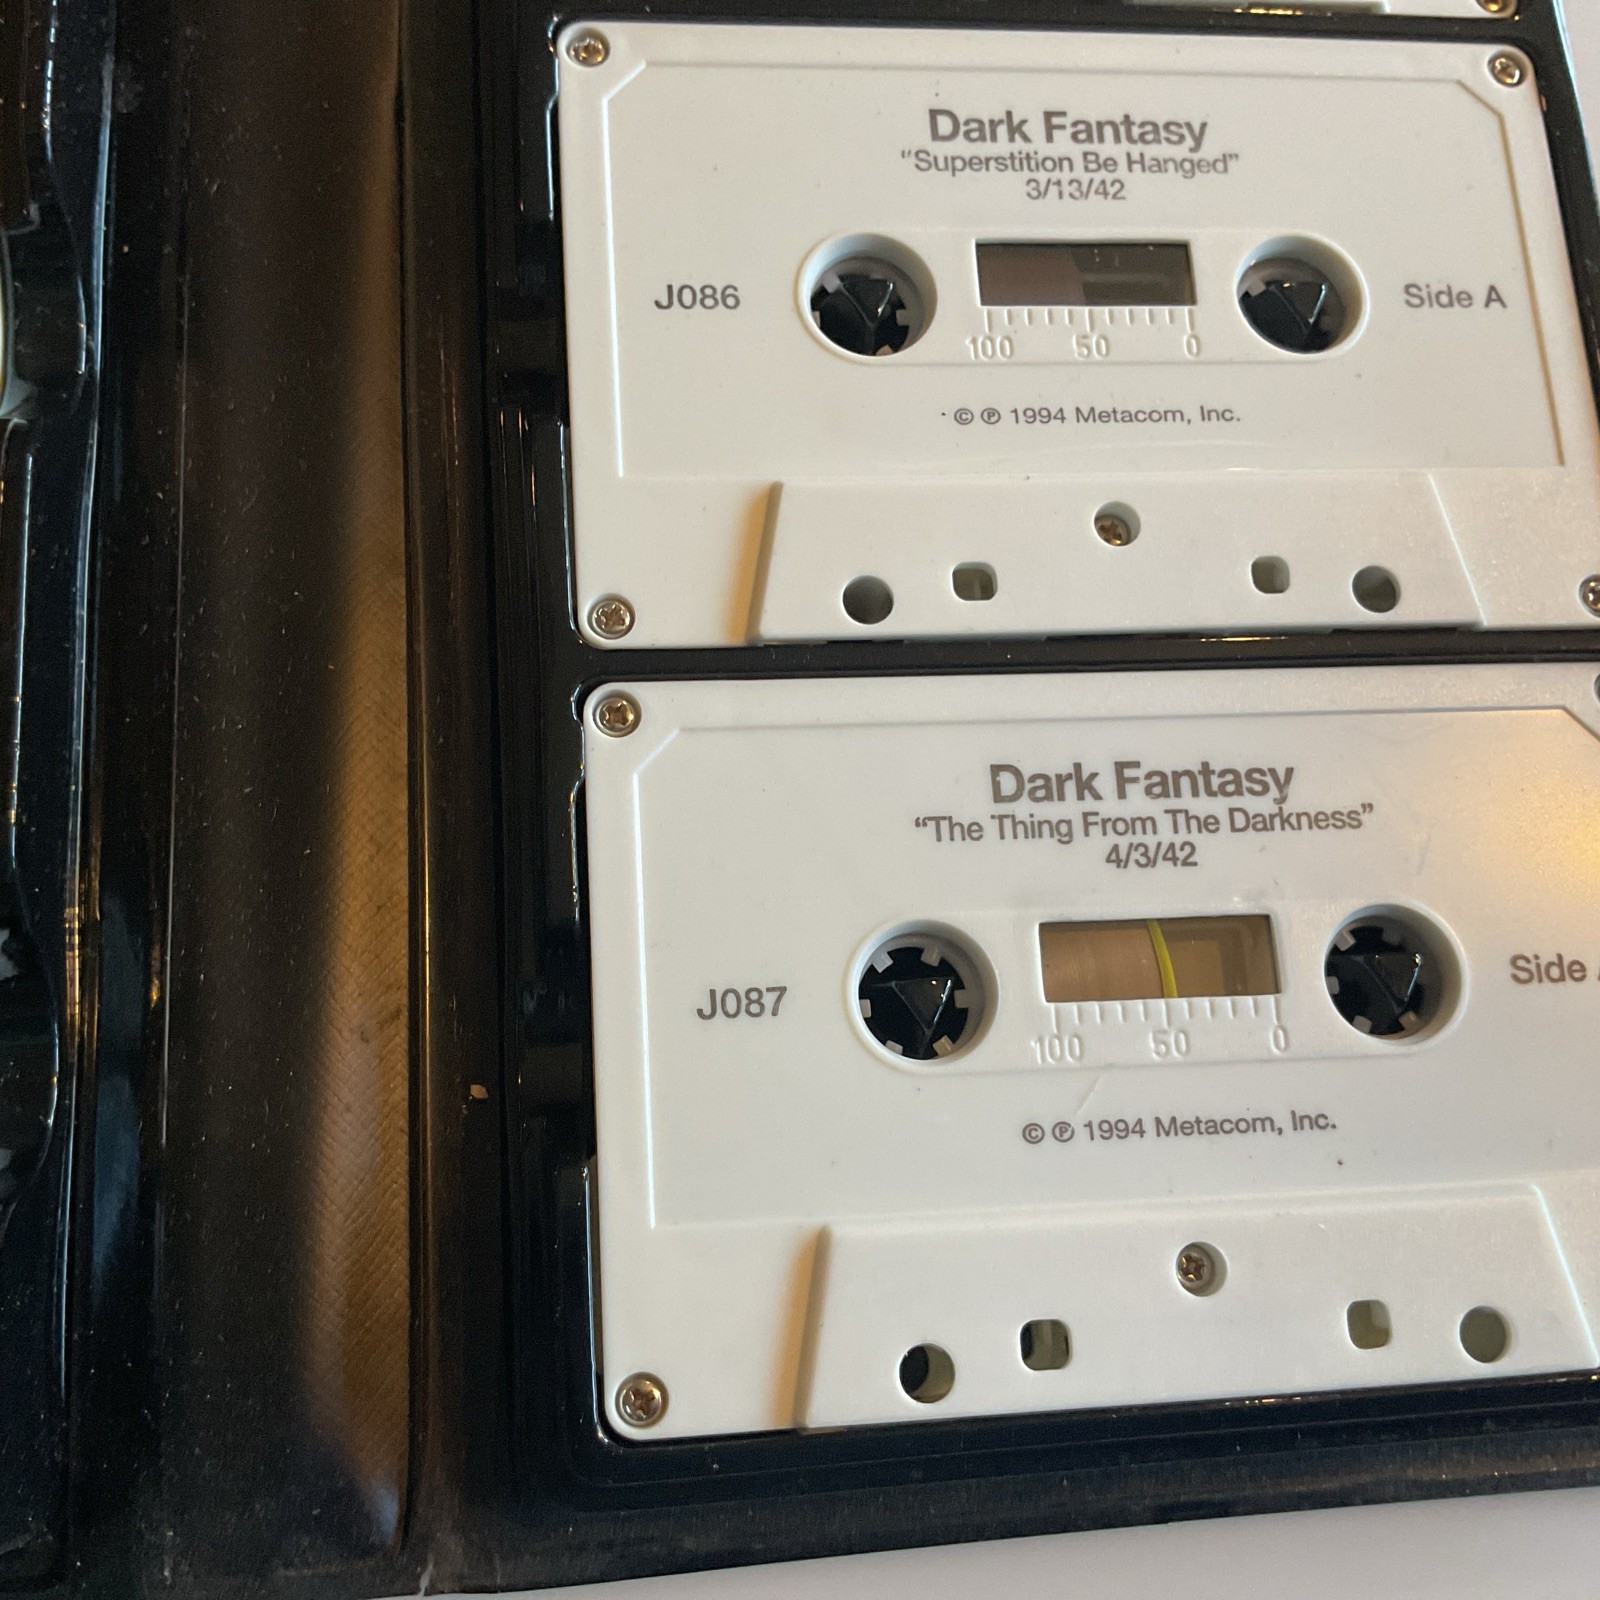 Dark Fantasy
"Superstition Be Hanged"
3/13/42
J086
Side A
100 50 0
© ℗ 1994 Metacom, Inc.
Dark Fantasy
“The Thing From The Darkness”
4/3/42
J087
Side
100 50 0
© ℗ 1994 Metacom, Inc.